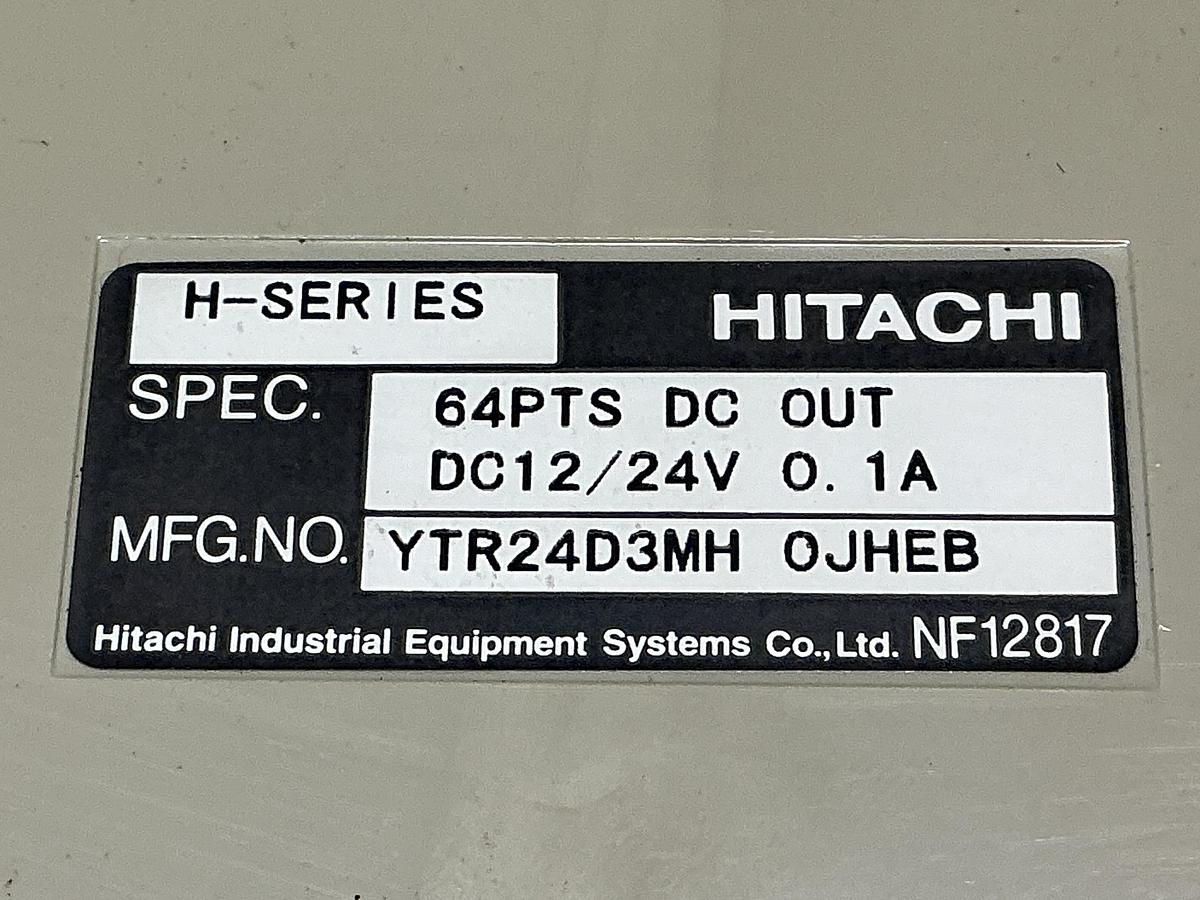 H-SERIES HITACHI
SPEC. 64PTS DC OUT
DC12/24V 0.1A
MFG.NO. YTR24D3MH 0JHEB
Hitachi Industrial Equipment Systems Co.,Ltd. NF12817